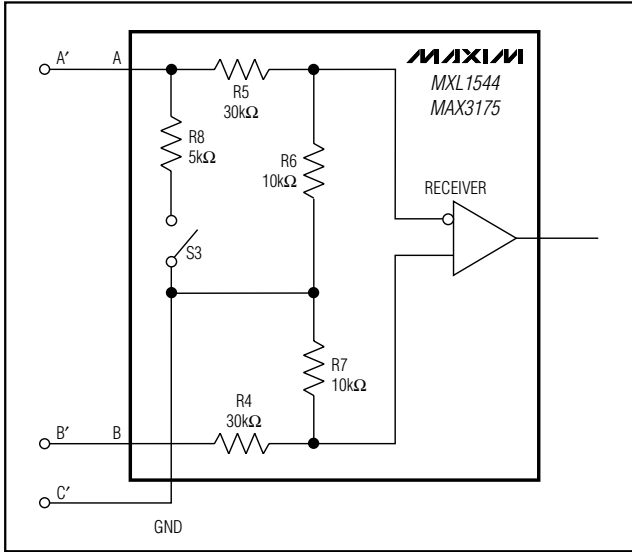 MAXIM
MXL1544
MAX3175
A′
A
R5
30kΩ
R8
5kΩ
R6
10kΩ
RECEIVER
S3
R7
10kΩ
R4
30kΩ
B′
B
C′
GND